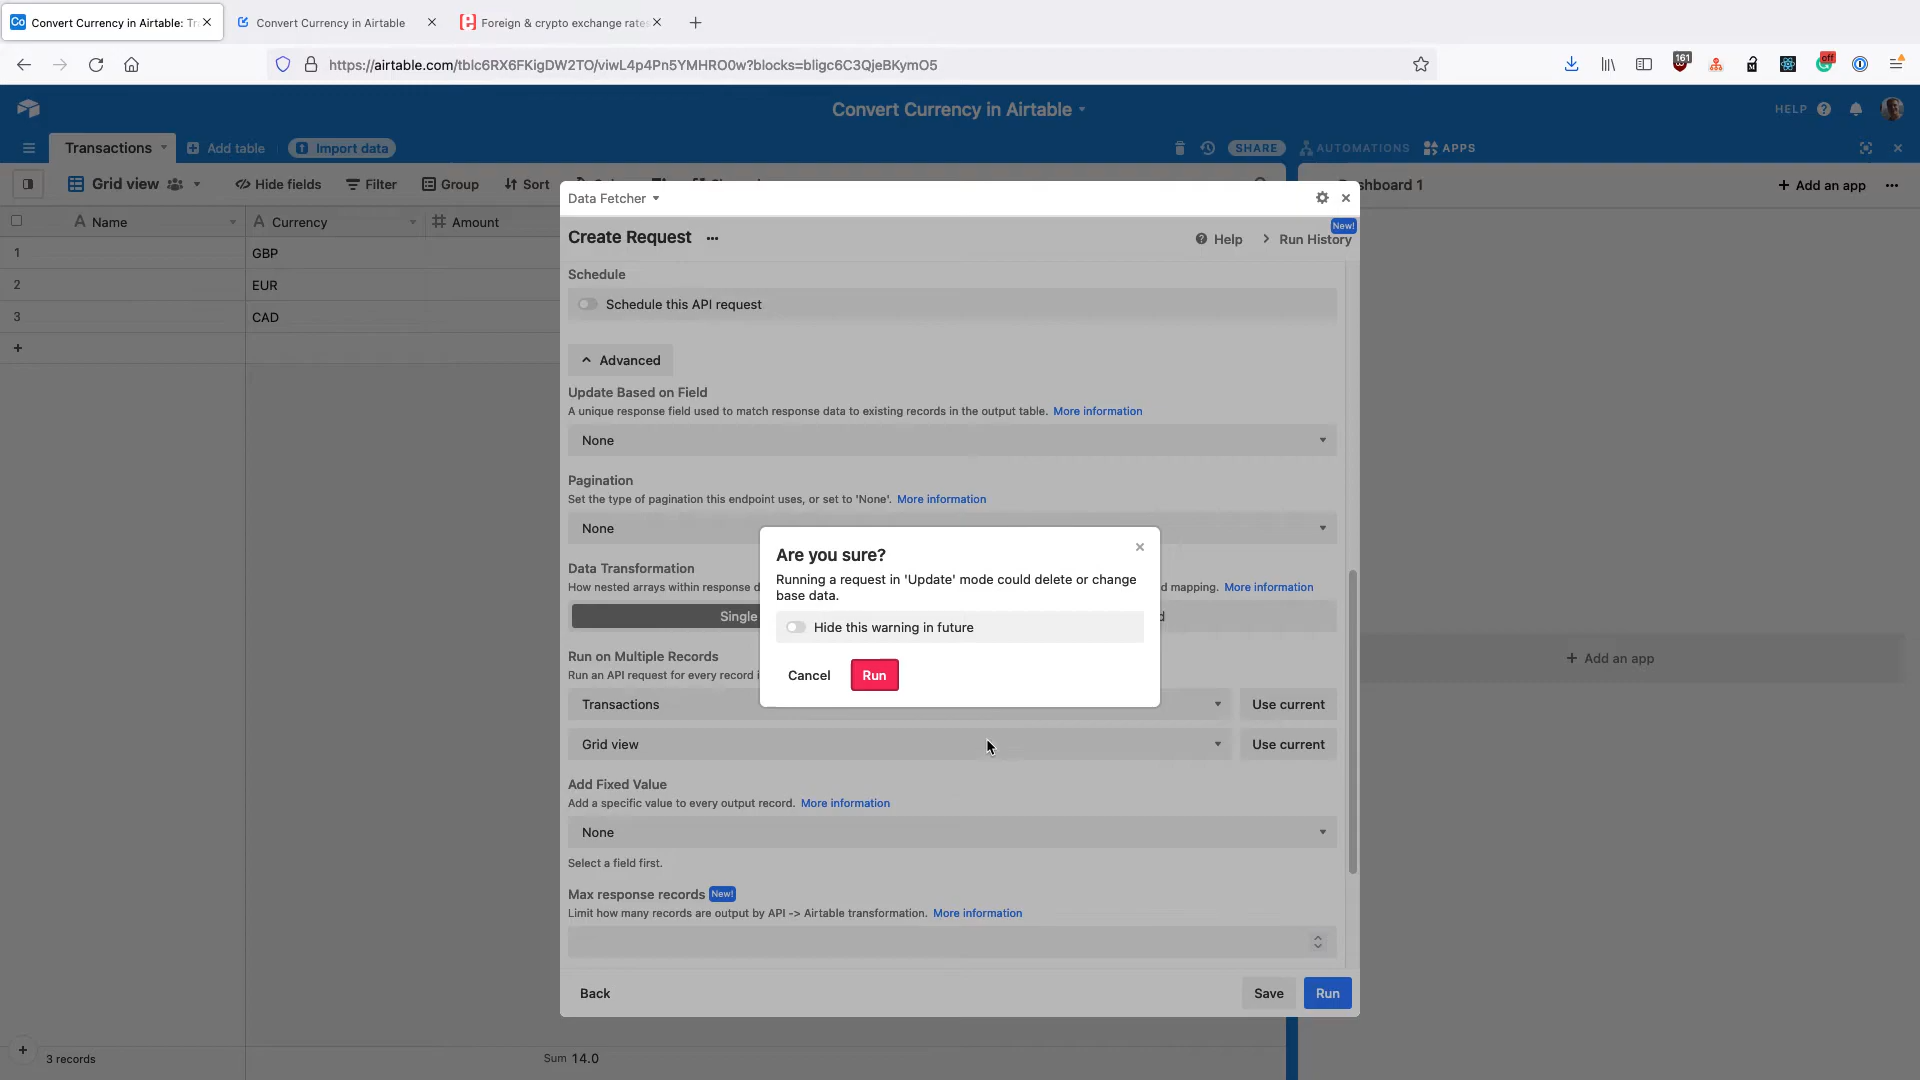 Convert Currency in Airtable: Tr
Convert Currency in Airtable
Foreign & crypto exchange rates
https://airtable.com/tblc6RX6FKigDW2TO/viwL4p4Pn5YMHRO0w?blocks=bligc6C3QjeBKymO5
161
off
Convert Currency in Airtable
HELP
Transactions
Add table
Import data
SHARE
AUTOMATIONS
APPS
Grid view
Hide fields
Filter
Group
Sort
Dashboard 1
Add an app
Name
Currency
Amount
1
GBP
2
EUR
3
CAD
Data Fetcher
Create Request
Help
New!
Run History
Schedule
Schedule this API request
Advanced
Update Based on Field
A unique response field used to match response data to existing records in the output table. More information
None
Pagination
Set the type of pagination this endpoint uses, or set to 'None'. More information
None
Data Transformation
How nested arrays within response d
d mapping. More information
Single
Run on Multiple Records
Run an API request for every record i
Transactions
Use current
Grid view
Use current
Are you sure?
Running a request in 'Update' mode could delete or change
base data.
Hide this warning in future
Cancel
Run
Add an app
Add Fixed Value
Add a specific value to every output record. More information
None
Select a field first.
Max response records New!
Limit how many records are output by API -> Airtable transformation. More information
Back
Save
Run
3 records
Sum 14.0